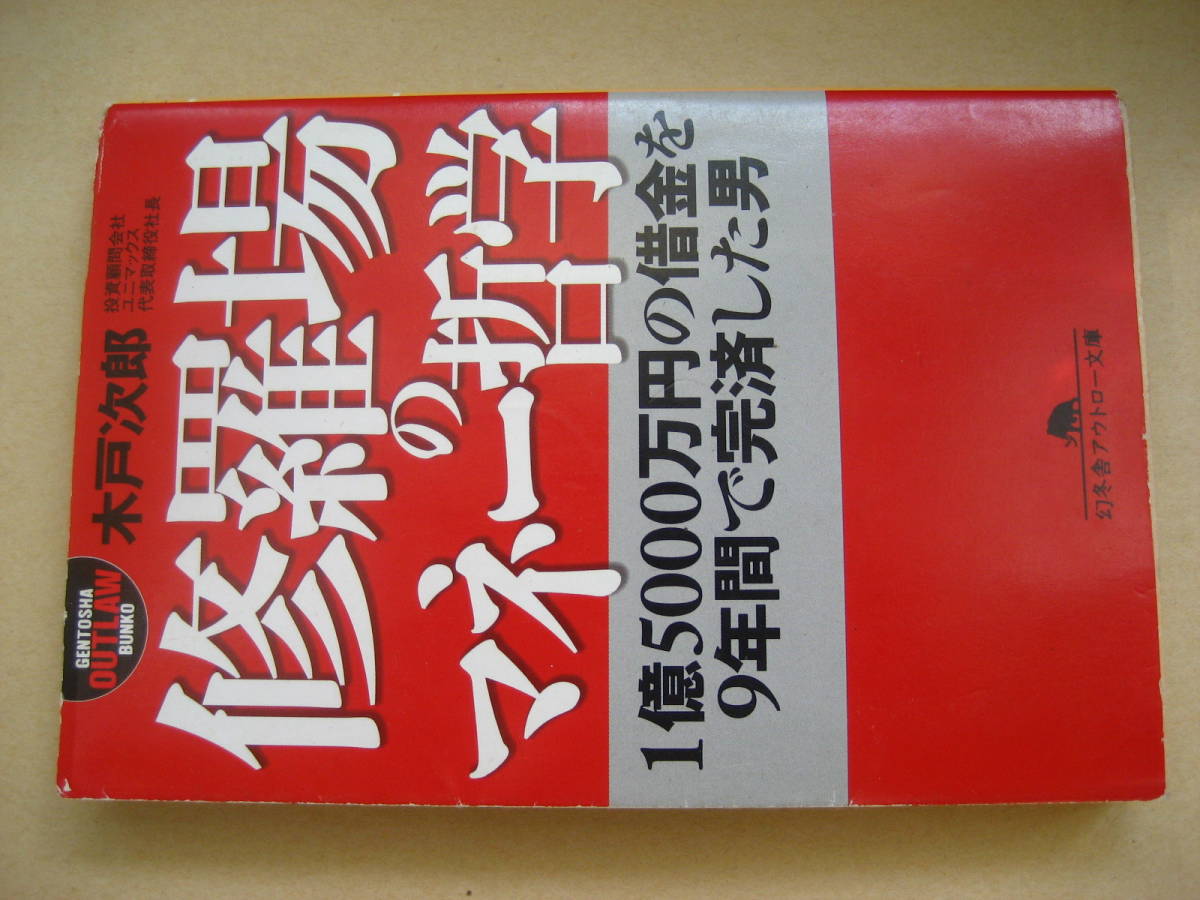 GENTOSHA
OUTLAW
BUNKO
木戸次郎
投資顧問会社
ユニマックス
代表取締役社長
修羅場
の
マネー哲学
1億5000万円の借金を
9年間で完済した男
幻冬舎アウトロー文庫